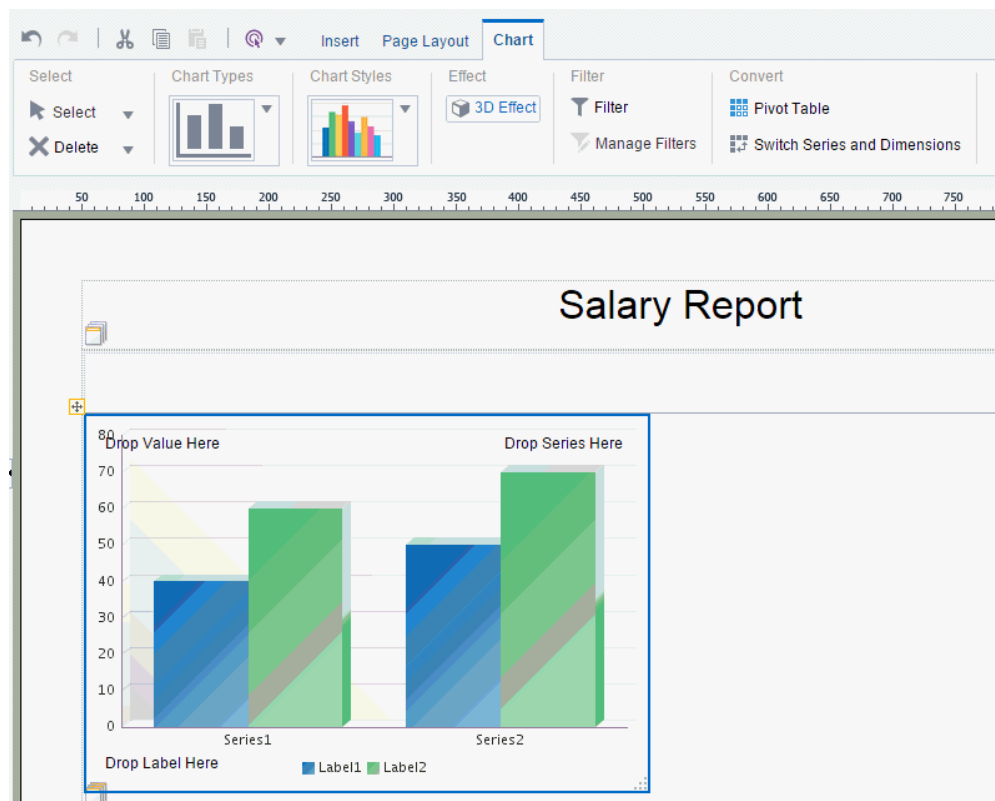 Insert Page Layout Chart
Select Chart Types Chart Styles Effect Filter Convert
Select 3D Effect Filter Pivot Table
Delete Manage Filters Switch Series and Dimensions
50 100 150 200 250 300 350 400 450 500 550 600 650 700 750
Salary Report
80 Drop Value Here Drop Series Here
70
60
50
40
30
20
10
0
Series1 Series2
Drop Label Here Label1 Label2